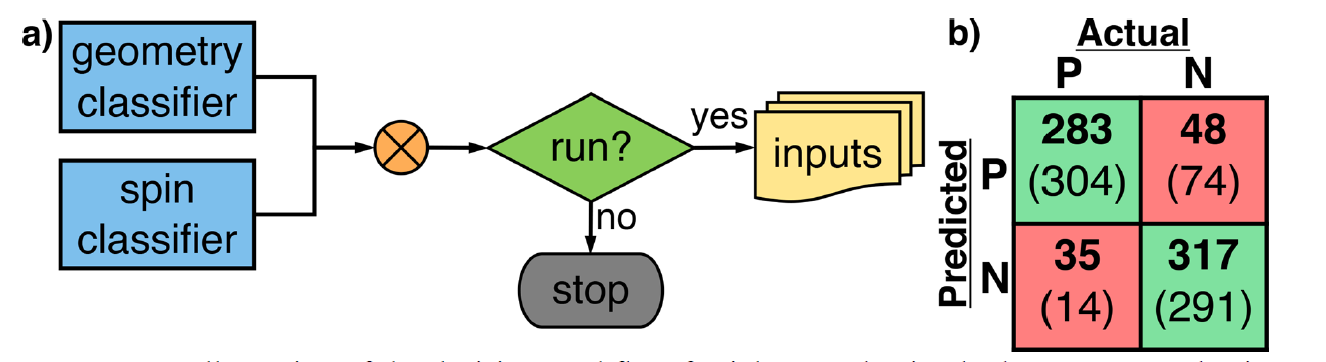 a)
geometry
classifier
spin
classifier
run?
yes
inputs
no
stop
b)
Actual
P N
Predicted
P
N
283 48
(304) (74)
35 317
(14) (291)